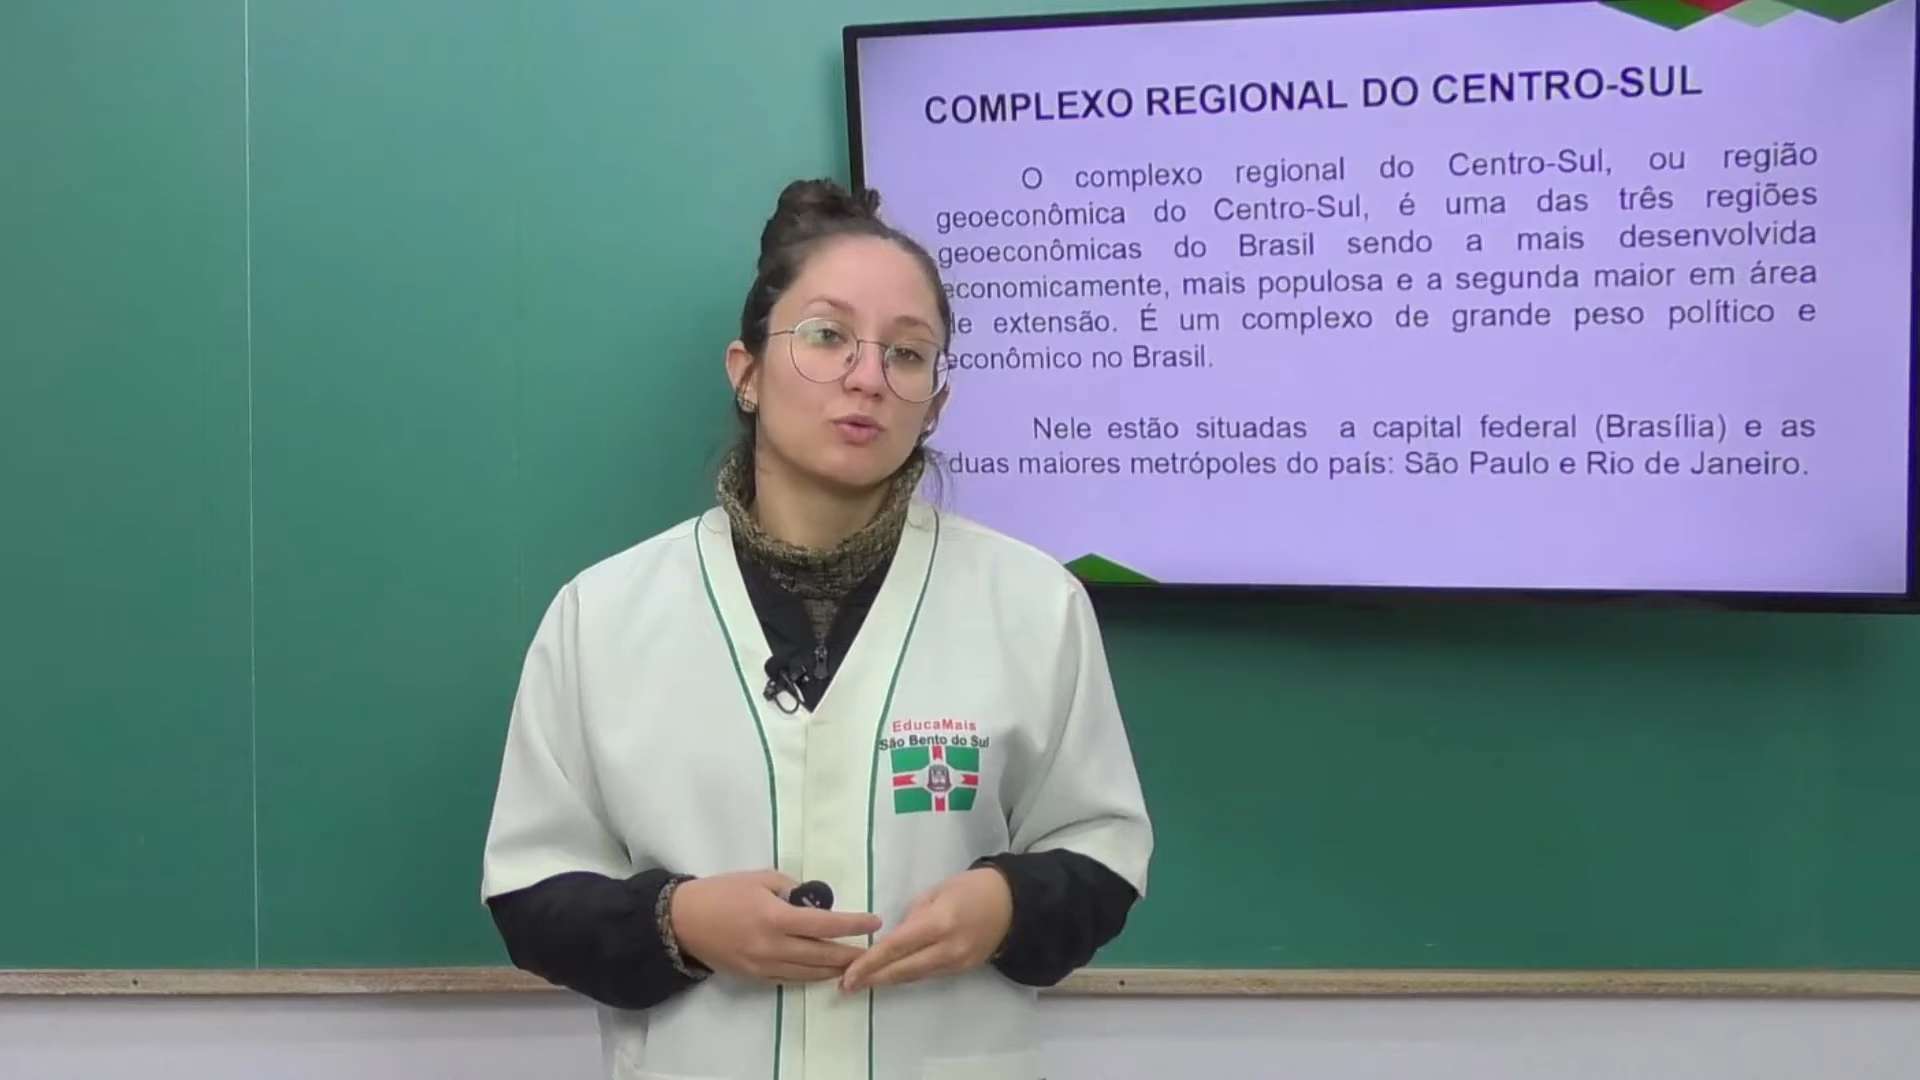 COMPLEXO REGIONAL DO CENTRO-SUL
O complexo regional do Centro-Sul, ou região
geoeconômica do Centro-Sul, é uma das três regiões
geoeconômicas do Brasil sendo a mais desenvolvida
economicamente, mais populosa e a segunda maior em área
de extensão. É um complexo de grande peso político e
econômico no Brasil.
Nele estão situadas a capital federal (Brasília) e as
duas maiores metrópoles do país: São Paulo e Rio de Janeiro.
EducaMais
São Bento do Sul